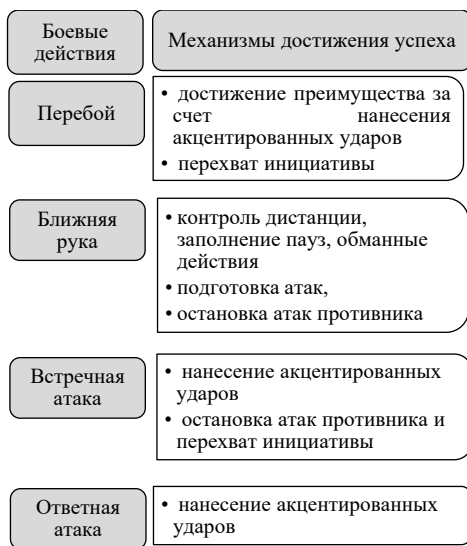 Боевые
действия
Механизмы достижения успеха
Перебой
• достижение преимущества за
счет нанесения
акцентированных ударов
• перехват инициативы
Ближняя
рука
• контроль дистанции,
заполнение пауз, обманные
действия
• подготовка атак,
• остановка атак противника
Встречная
атака
• нанесение акцентированных
ударов
• остановка атак противника и
перехват инициативы
Ответная
атака
• нанесение акцентированных
ударов